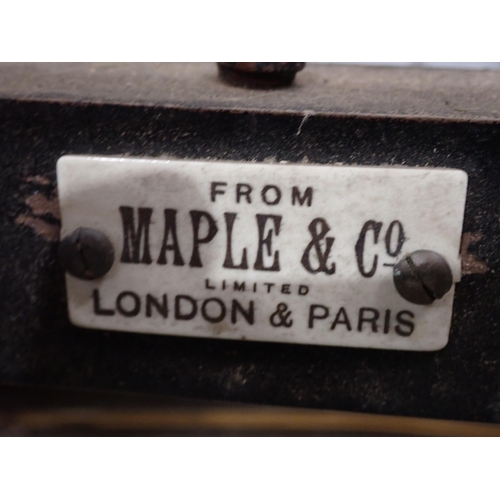 FROM
MAPLE & Cº
LIMITED
LONDON & PARIS